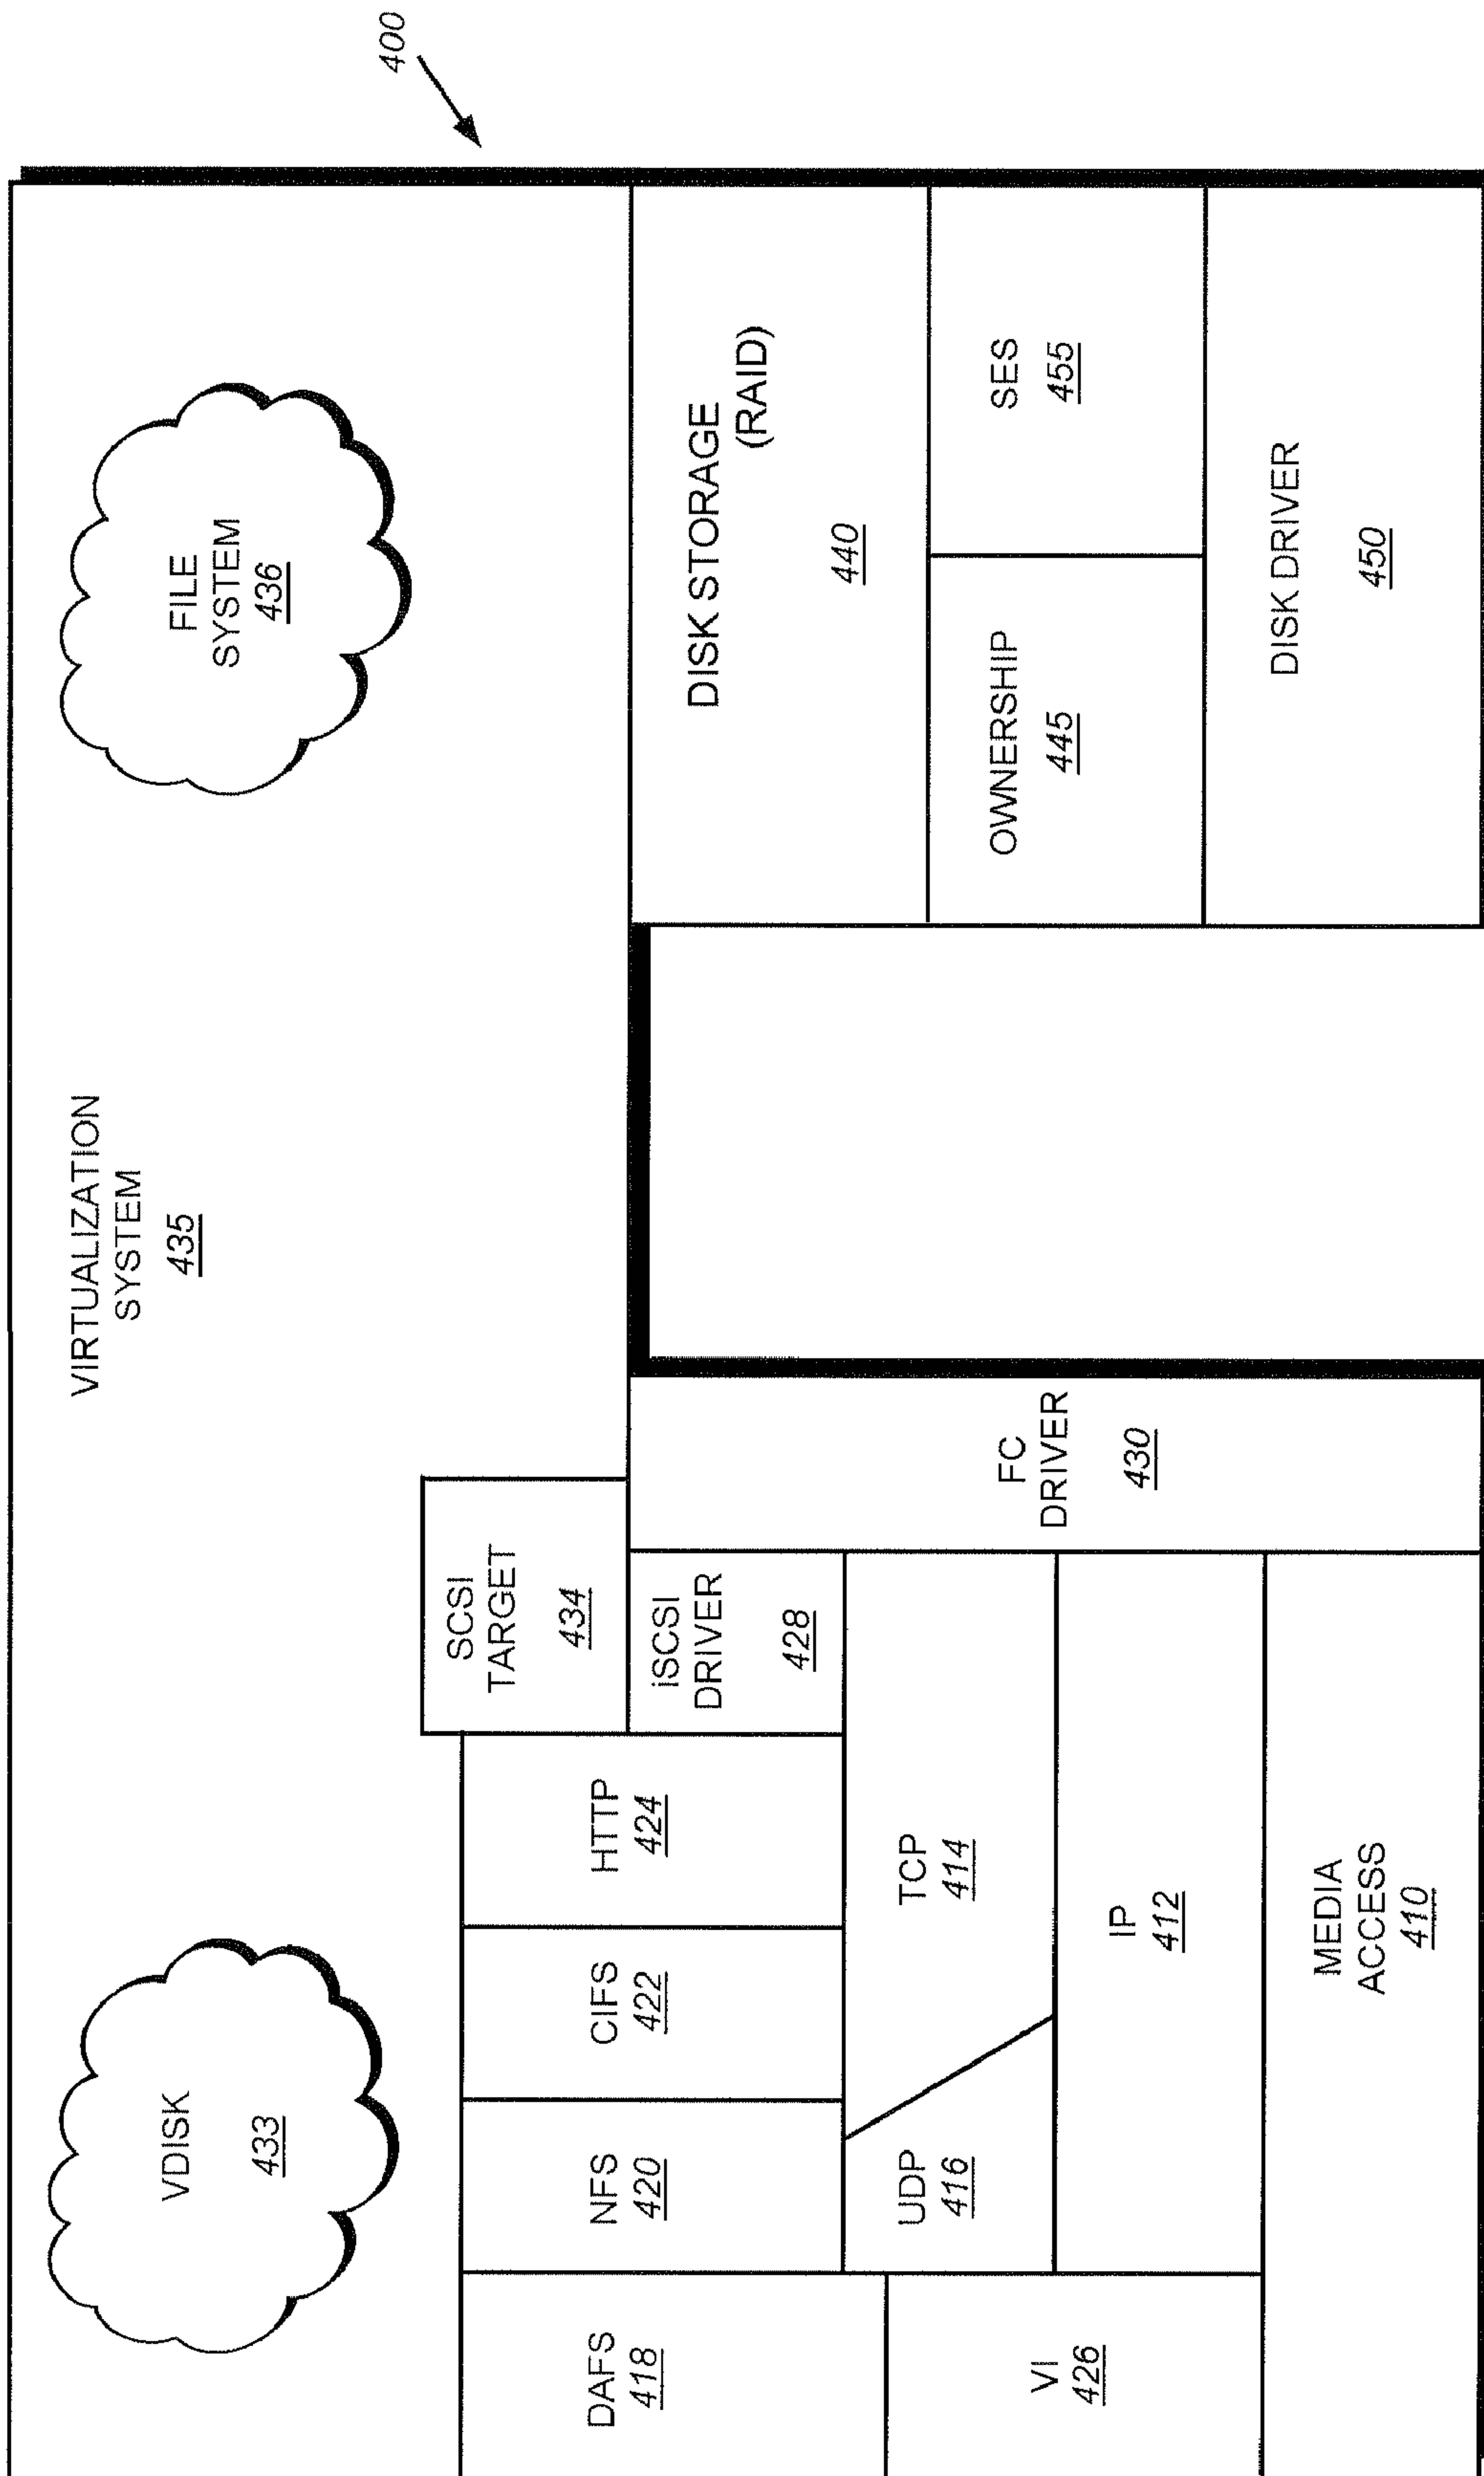 400
VIRTUALIZATION
SYSTEM
435
VDISK
433
FILE
SYSTEM
436
SCSI
TARGET
434
DAFS
418
NFS
420
CIFS
422
HTTP
424
iSCSI
DRIVER
428
VI
426
UDP
416
TCP
414
IP
412
MEDIA
ACCESS
410
FC
DRIVER
430
DISK STORAGE
(RAID)
440
OWNERSHIP
445
SES
455
DISK DRIVER
450